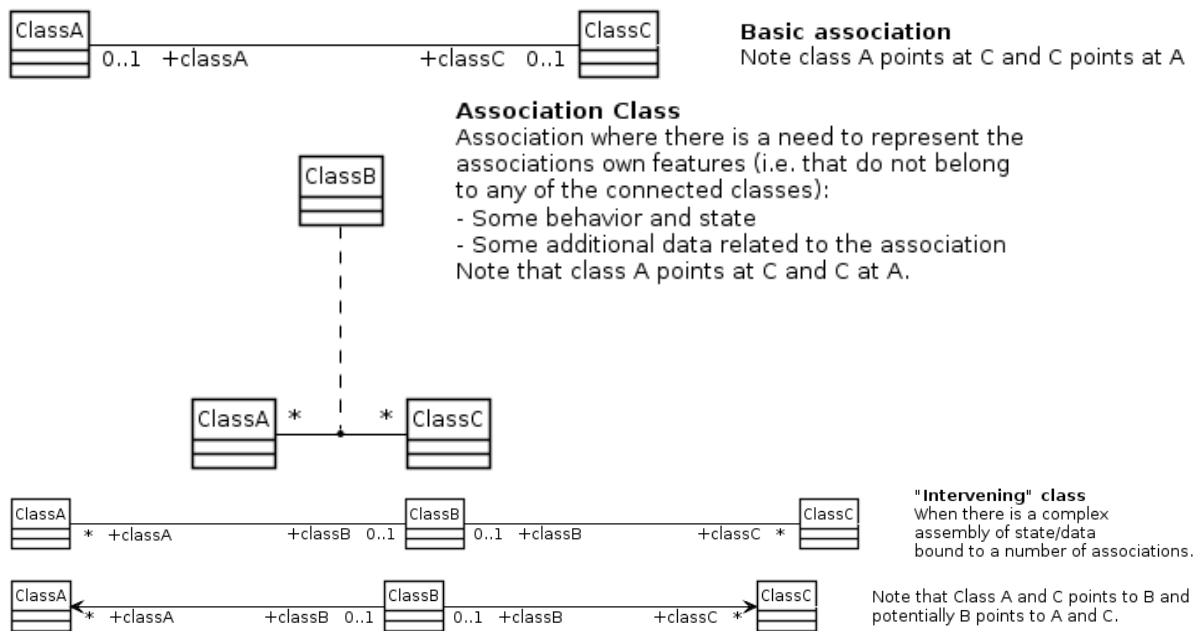 ClassA
0..1 +classA
+classC 0..1
ClassC
Basic association
Note class A points at C and C points at A
Association Class
Association where there is a need to represent the
associations own features (i.e. that do not belong
to any of the connected classes):
- Some behavior and state
- Some additional data related to the association
Note that class A points at C and C at A.
ClassB
ClassA * * ClassC
ClassA
* +classA
+classB 0..1
ClassB
0..1 +classB
+classC *
ClassC
"Intervening" class
When there is a complex
assembly of state/data
bound to a number of associations.
ClassA
* +classA
+classB 0..1
ClassB
0..1 +classB
+classC *
ClassC
Note that Class A and C points to B and
potentially B points to A and C.